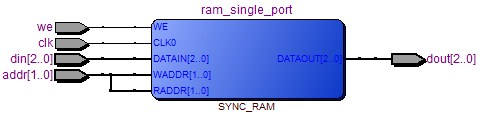 ram_single_port
we
clk
din[2..0]
addr[1..0]
WE
CLK0
DATAIN[2..0]
WADDR[1..0]
RADDR[1..0]
DATAOUT[2..0]
dout[2..0]
SYNC_RAM